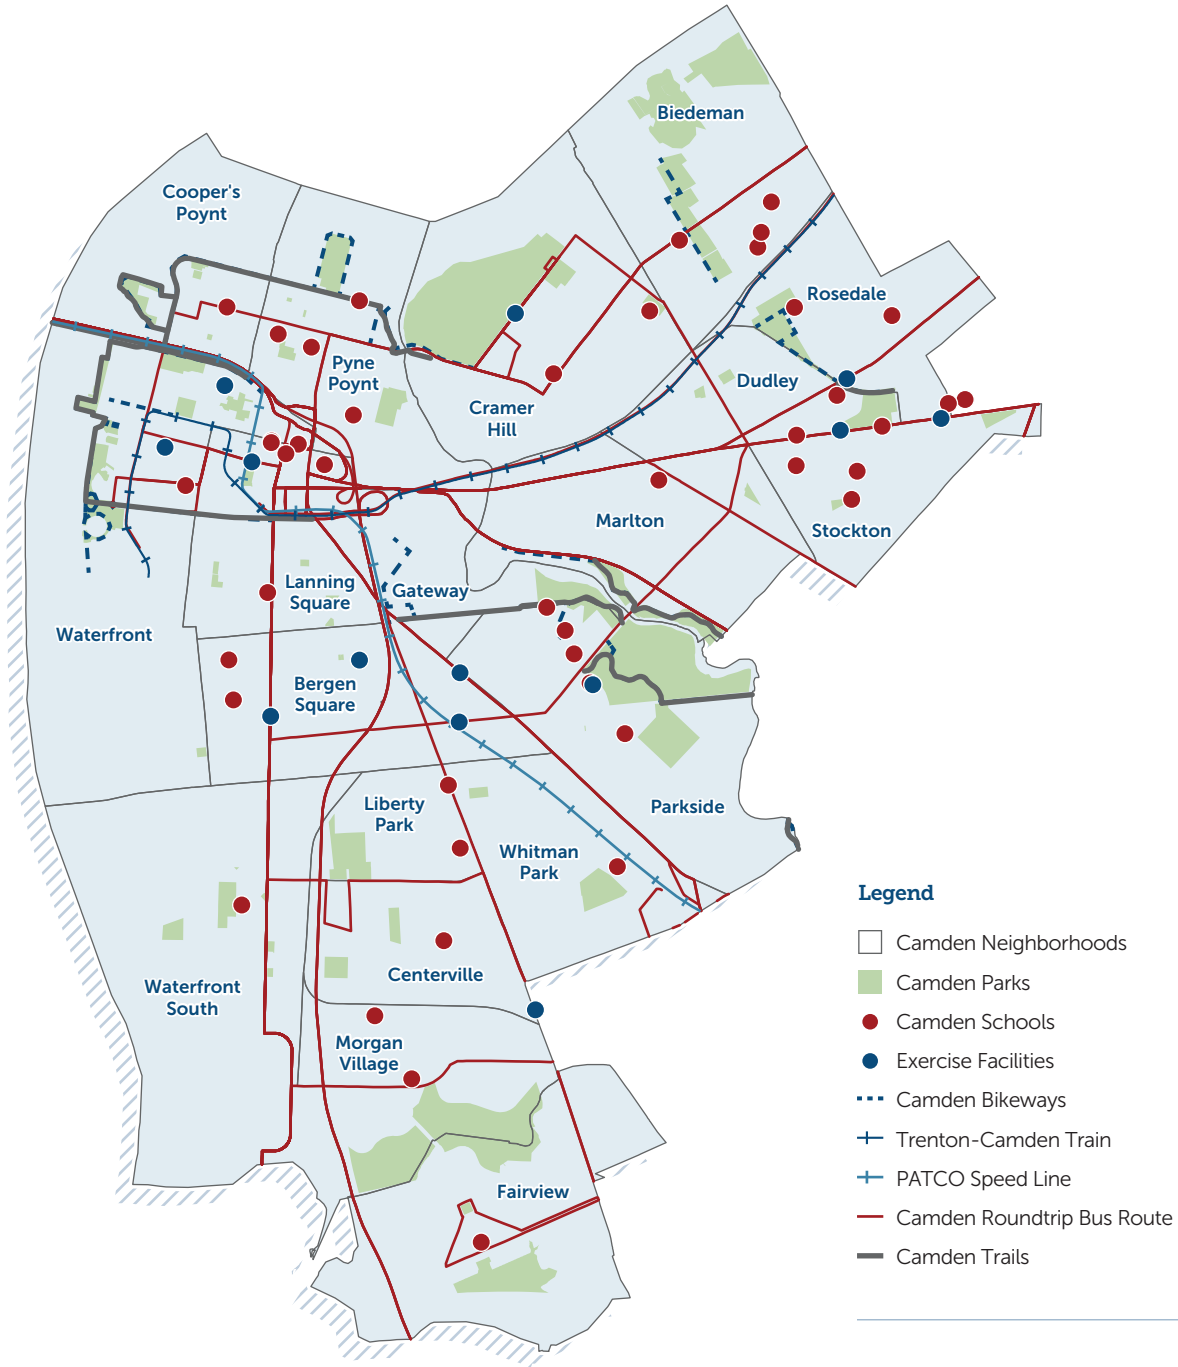 Biedeman
Cooper's
Poynt
Rosedale
Pyne
Poynt
Dudley
Cramer
Hill
Marlton
Stockton
Lanning
Square
Gateway
Waterfront
Bergen
Square
Liberty
Park
Parkside
Whitman
Park
Centerville
Waterfront
South
Morgan
Village
Fairview
Legend
Camden Neighborhoods
Camden Parks
Camden Schools
Exercise Facilities
Camden Bikeways
Trenton-Camden Train
PATCO Speed Line
Camden Roundtrip Bus Route
Camden Trails